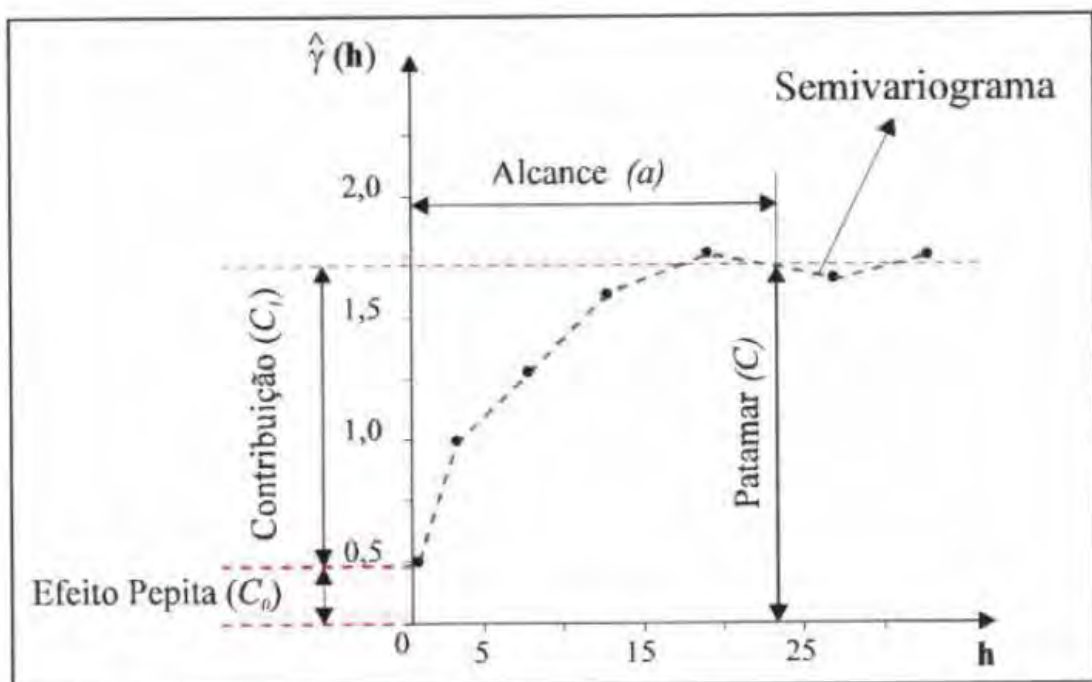 γ̂ (h)
Semivariograma
Alcance (a)
2,0
1,5
1,0
0,5
Contribuição (C₁)
Patamar (C)
Efeito Pepita (C₀)
0
5
15
25
h